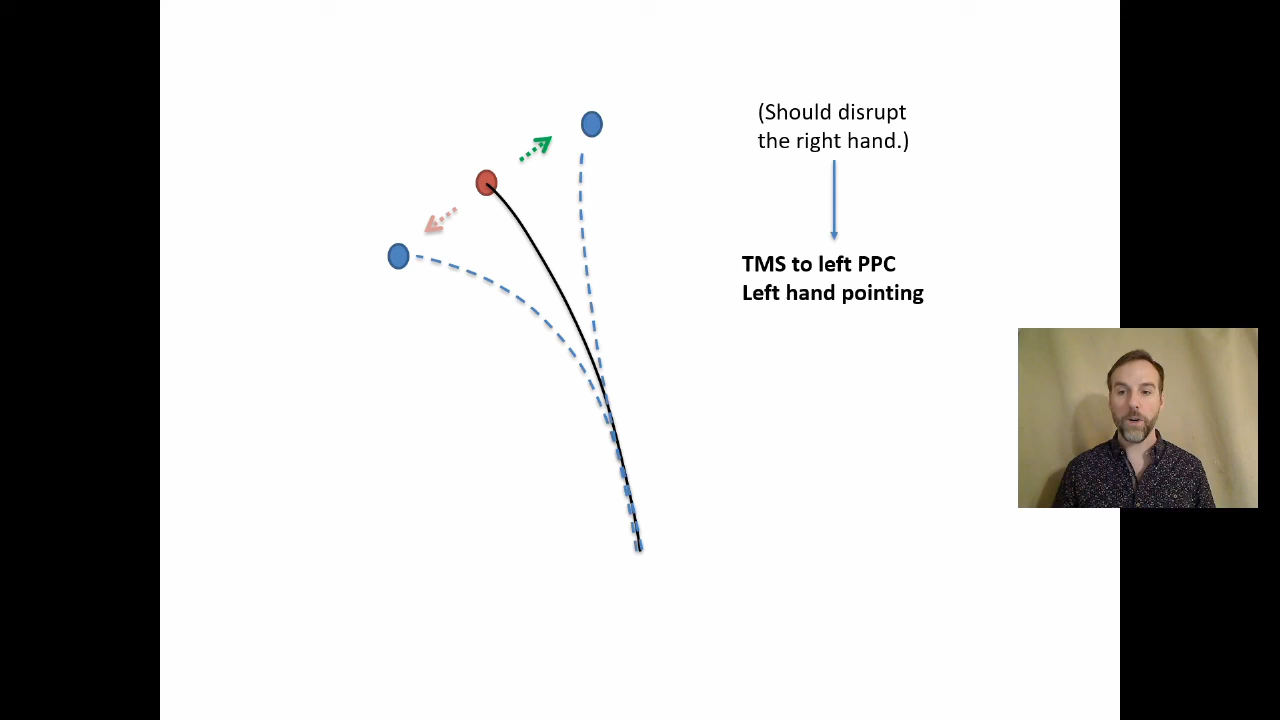 (Should disrupt
the right hand.)
TMS to left PPC
Left hand pointing